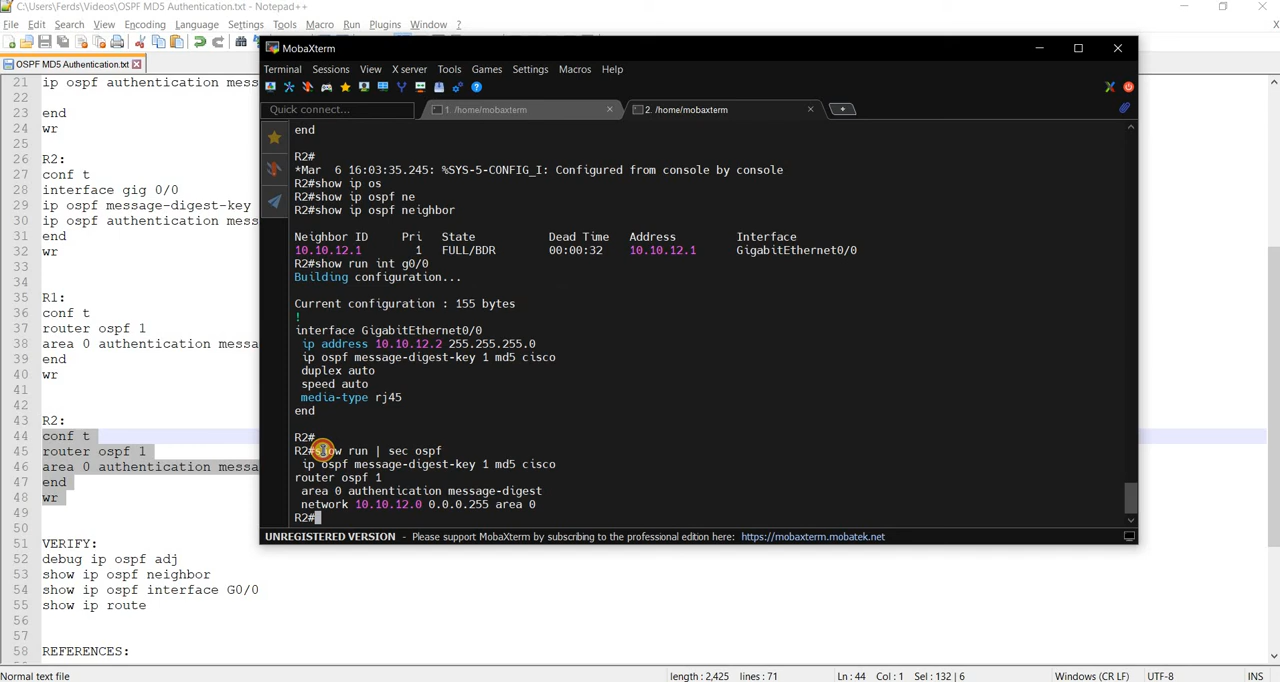 C:\Users\Ferds\Videos\OSPF MD5 Authentication.txt - Notepad++
File Edit Search View Encoding Language Settings Tools Macro Run Plugins Window ?
X
OSPF MD5 Authentication.txt
21 ip ospf authentication mess
22
23 end
24 wr
25
26 R2:
27 conf t
28 interface gig 0/0
29 ip ospf message-digest-key
30 ip ospf authentication mess
31 end
32 wr
33
34
35 R1:
36 conf t
37 router ospf 1
38 area 0 authentication messa
39 end
40 wr
41
42
43 R2:
44 conf t
45 router ospf 1
46 area 0 authentication messa
47 end
48 wr
49
50
51 VERIFY:
52 debug ip ospf adj
53 show ip ospf neighbor
54 show ip ospf interface G0/0
55 show ip route
56
57
58 REFERENCES:
MobaXterm
Terminal Sessions View X server Tools Games Settings Macros Help
Quick connect... 1. /home/mobaxterm 2. /home/mobaxterm
end
R2#
*Mar  6 16:03:35.245: %SYS-5-CONFIG_I: Configured from console by console
R2#show ip os
R2#show ip ospf ne
R2#show ip ospf neighbor
Neighbor ID Pri State Dead Time Address Interface
10.10.12.1 1 FULL/BDR 00:00:32 10.10.12.1 GigabitEthernet0/0
R2#show run int g0/0
Building configuration...
Current configuration : 155 bytes
!
interface GigabitEthernet0/0
ip address 10.10.12.2 255.255.255.0
ip ospf message-digest-key 1 md5 cisco
duplex auto
speed auto
media-type rj45
end
R2#
R2#show run | sec ospf
ip ospf message-digest-key 1 md5 cisco
router ospf 1
area 0 authentication message-digest
network 10.10.12.0 0.0.0.255 area 0
R2#
UNREGISTERED VERSION - Please support MobaXterm by subscribing to the professional edition here: https://mobaxterm.mobatek.net
Normal text file length : 2,425 lines : 71 Ln : 44 Col : 1 Sel : 132 | 6 Windows (CR LF) UTF-8 INS